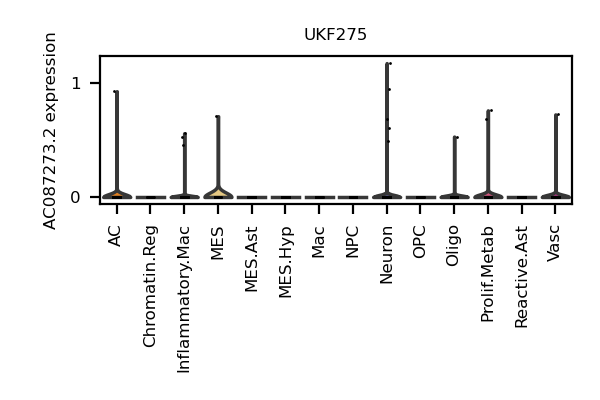 UKF275
AC087273.2 expression
1
0
AC
Chromatin.Reg
Inflammatory.Mac
MES
MES.Ast
MES.Hyp
Mac
NPC
Neuron
OPC
Oligo
Prolif.Metab
Reactive.Ast
Vasc